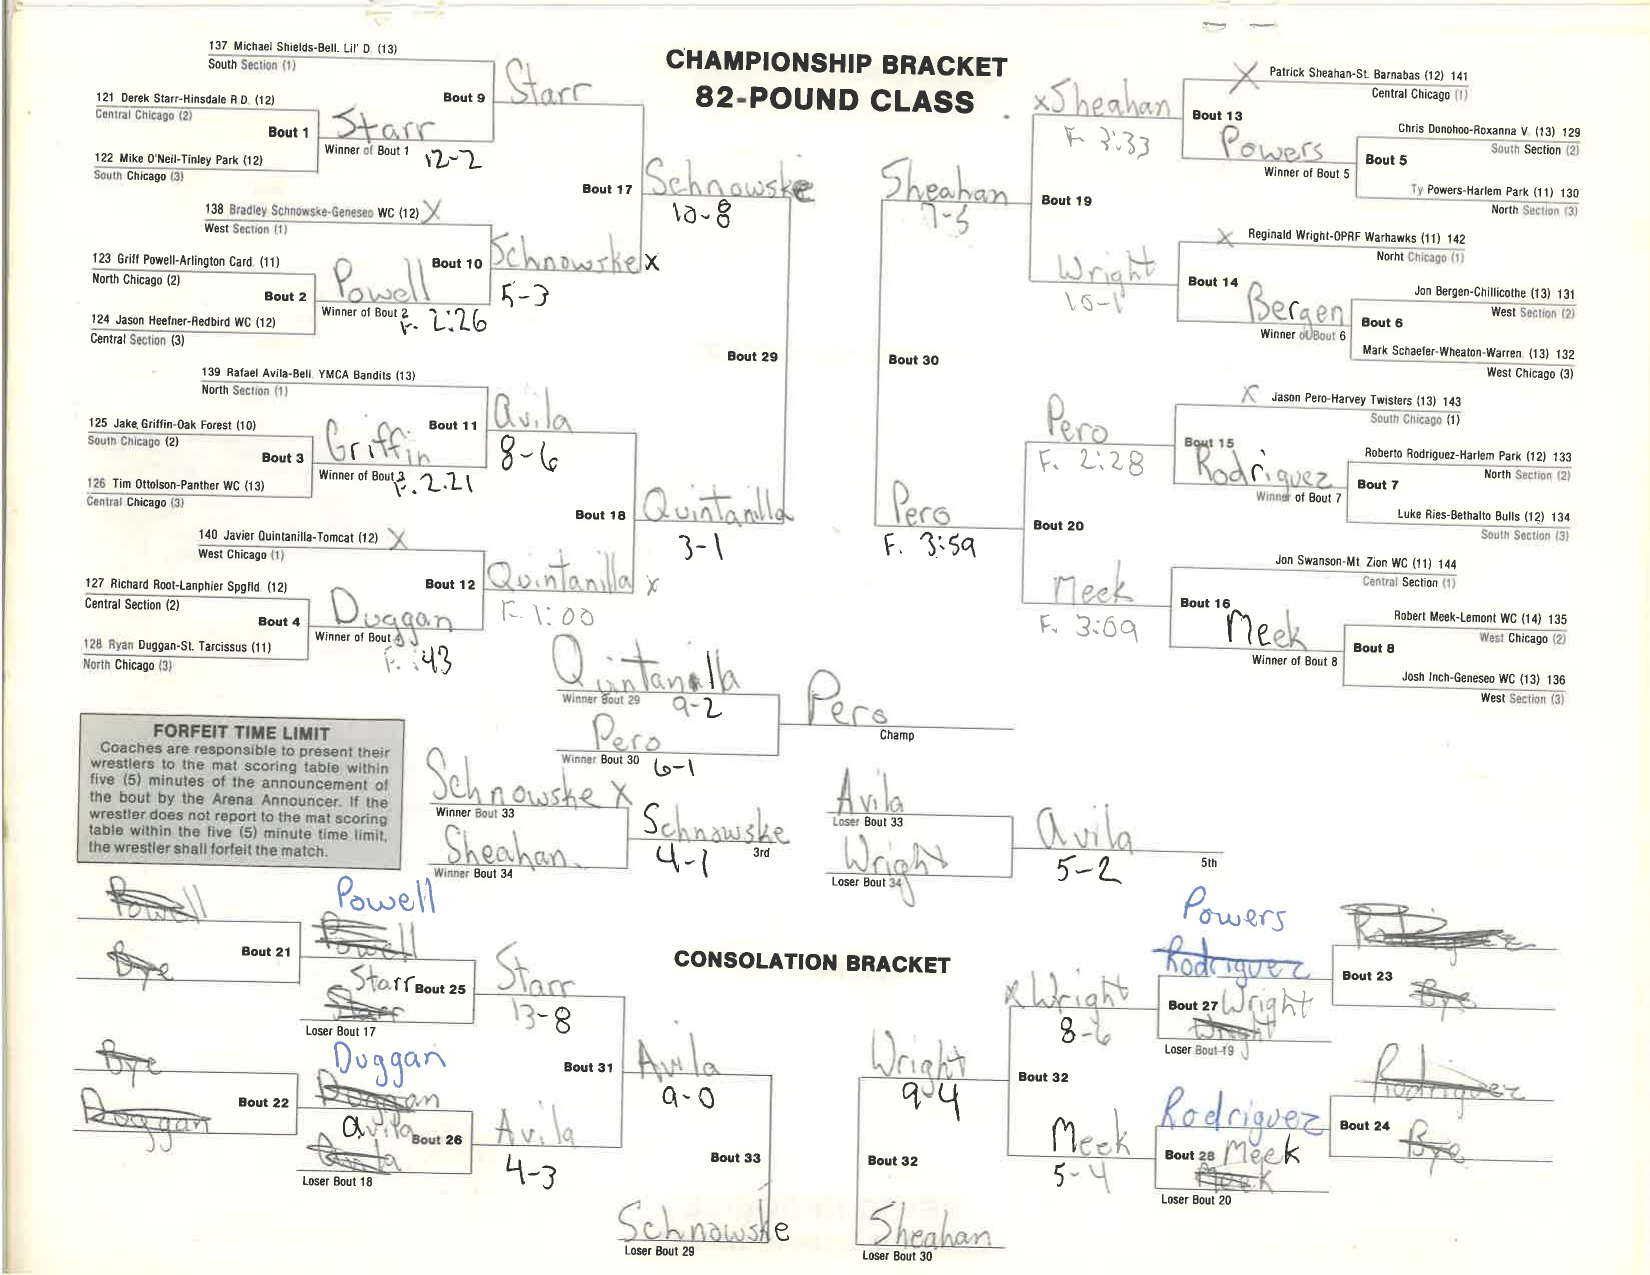 CHAMPIONSHIP BRACKET
82-POUND CLASS
137 Michael Shields-Bell. Lil' D. (13)
South Section (1)
Bout 9
Starr
121 Derek Starr-Hinsdale R.D. (12)
Central Chicago (2)
Bout 1
Starr
Winner of Bout 1
12-2
122 Mike O'Neil-Tinley Park (12)
South Chicago (3)
Bout 17
Schnowske
10-8
138 Bradley Schnowske-Geneseo WC (12) X
West Section (1)
Bout 10
Schnowske X
5-3
123 Griff Powell-Arlington Card. (11)
North Chicago (2)
Bout 2
Powell
Winner of Bout 2
F. 2:26
124 Jason Heefner-Redbird WC (12)
Central Section (3)
Bout 29
139 Rafael Avila-Bell. YMCA Bandits (13)
North Section (1)
Bout 11
Avila
8-6
125 Jake Griffin-Oak Forest (10)
South Chicago (2)
Bout 3
Griffin
Winner of Bout 3
F. 2.21
126 Tim Ottolson-Panther WC (13)
Central Chicago (3)
Bout 18
Quintanilla
3-1
140 Javier Quintanilla-Tomcat (12) X
West Chicago (1)
Bout 12
Quintanilla x
F. 1:00
127 Richard Root-Lanphier Spgfld. (12)
Central Section (2)
Bout 4
Duggan
Winner of Bout 4
F. :43
128 Ryan Duggan-St. Tarcissus (11)
North Chicago (3)
X Patrick Sheahan-St. Barnabas (12) 141
Central Chicago (1)
x Sheahan
F 3:33
Bout 13
Powers
Winner of Bout 5
Chris Donohoo-Roxanna V. (13) 129
South Section (2)
Bout 5
Ty Powers-Harlem Park (11) 130
North Section (3)
Sheahan
7-5
Bout 19
X Reginald Wright-OPRF Warhawks (11) 142
Norht Chicago (1)
Wright
10-1
Bout 14
Bergen
Winner of Bout 6
Jon Bergen-Chillicothe (13) 131
West Section (2)
Bout 6
Mark Schaefer-Wheaton-Warren. (13) 132
West Chicago (3)
Bout 30
X Jason Pero-Harvey Twisters (13) 143
South Chicago (1)
Pero
F. 2:28
Bout 15
Rodriguez
Winner of Bout 7
Roberto Rodriguez-Harlem Park (12) 133
North Section (2)
Bout 7
Luke Ries-Bethalto Bulls (12) 134
South Section (3)
Pero
F. 3:59
Bout 20
Jon Swanson-Mt. Zion WC (11) 144
Central Section (1)
Meek
F. 3:09
Bout 16
Meek
Winner of Bout 8
Robert Meek-Lemont WC (14) 135
West Chicago (2)
Bout 8
Josh Inch-Geneseo WC (13) 136
West Section (3)
Quintanilla
Winner Bout 29
9-2
Pero
Winner Bout 30
6-1
Pero
Champ
FORFEIT TIME LIMIT
Coaches are responsible to present their
wrestlers to the mat scoring table within
five (5) minutes of the announcement of
the bout by the Arena Announcer. If the
wrestler does not report to the mat scoring
table within the five (5) minute time limit,
the wrestler shall forfeit the match.
Schnowske X
Winner Bout 33
Sheahan
Winner Bout 34
Schnowske
4-1
3rd
Avila
Loser Bout 33
Wright
Loser Bout 34
Avila
5-2
5th
CONSOLATION BRACKET
Powell
Bye
Bout 21
Powell
Powell
Starr
Bout 25
Starr
Loser Bout 17
Starr
13-8
Bye
Duggan
Bout 22
Duggan
Duggan
Avila
Bout 26
Avila
Loser Bout 18
Avila
4-3
Bout 31
Avila
9-0
Bout 33
Schnowske
Loser Bout 29
Powers
Rodriguez
Bout 27
Wright
Wright
Loser Bout 19
x Wright
8-6
Bye
Bout 23
Wright
9-4
Bout 32
Rodriguez
Bout 28
Meek
Meek
Loser Bout 20
Meek
5-4
Rodriguez
Bye
Bout 24
Bout 32
Sheahan
Loser Bout 30